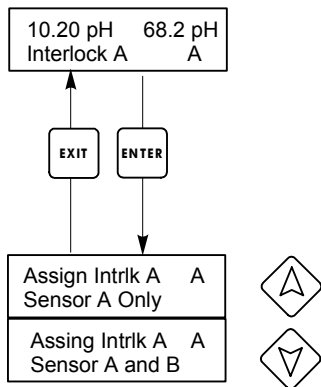 10.20 pH 68.2 pH
Interlock A A
EXIT ENTER
Assign Intrlk A A
Sensor A Only
Assing Intrlk A A
Sensor A and B